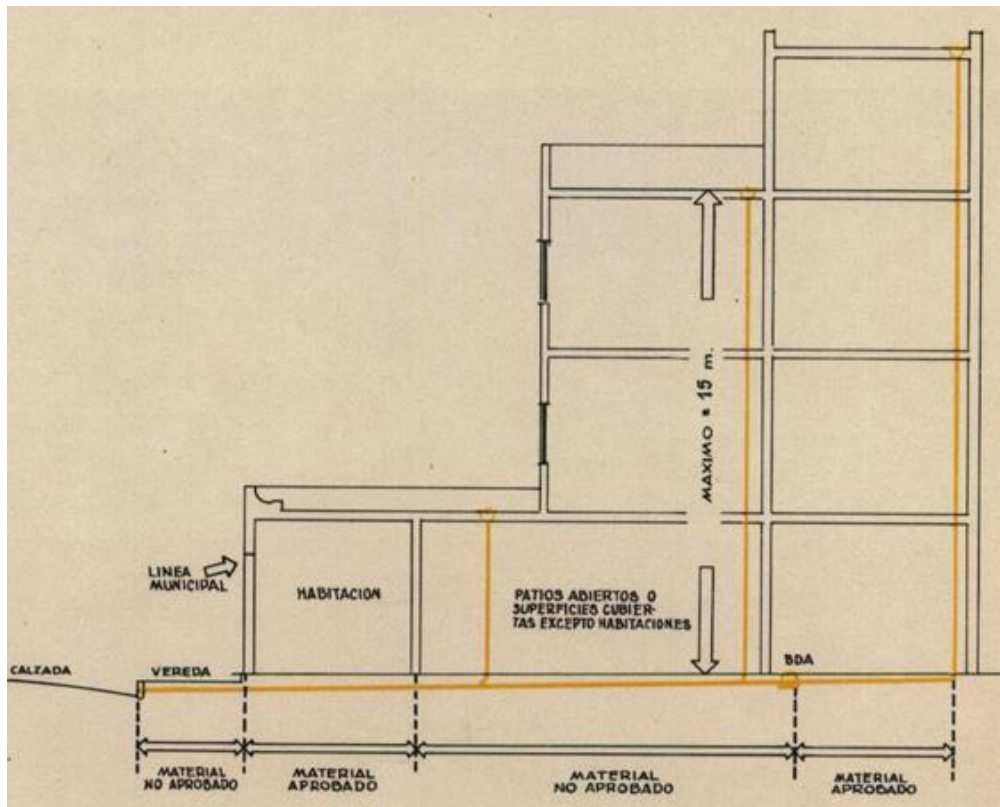 MAXIMO = 15 m.
LINEA
MUNICIPAL
HABITACION
PATIOS ABIERTOS O
SUPERFICIES CUBIER-
TAS EXCEPTO HABITACIONES
CALZADA
VEREDA
BDA
MATERIAL
NO APROBADO
MATERIAL
APROBADO
MATERIAL
NO APROBADO
MATERIAL
APROBADO